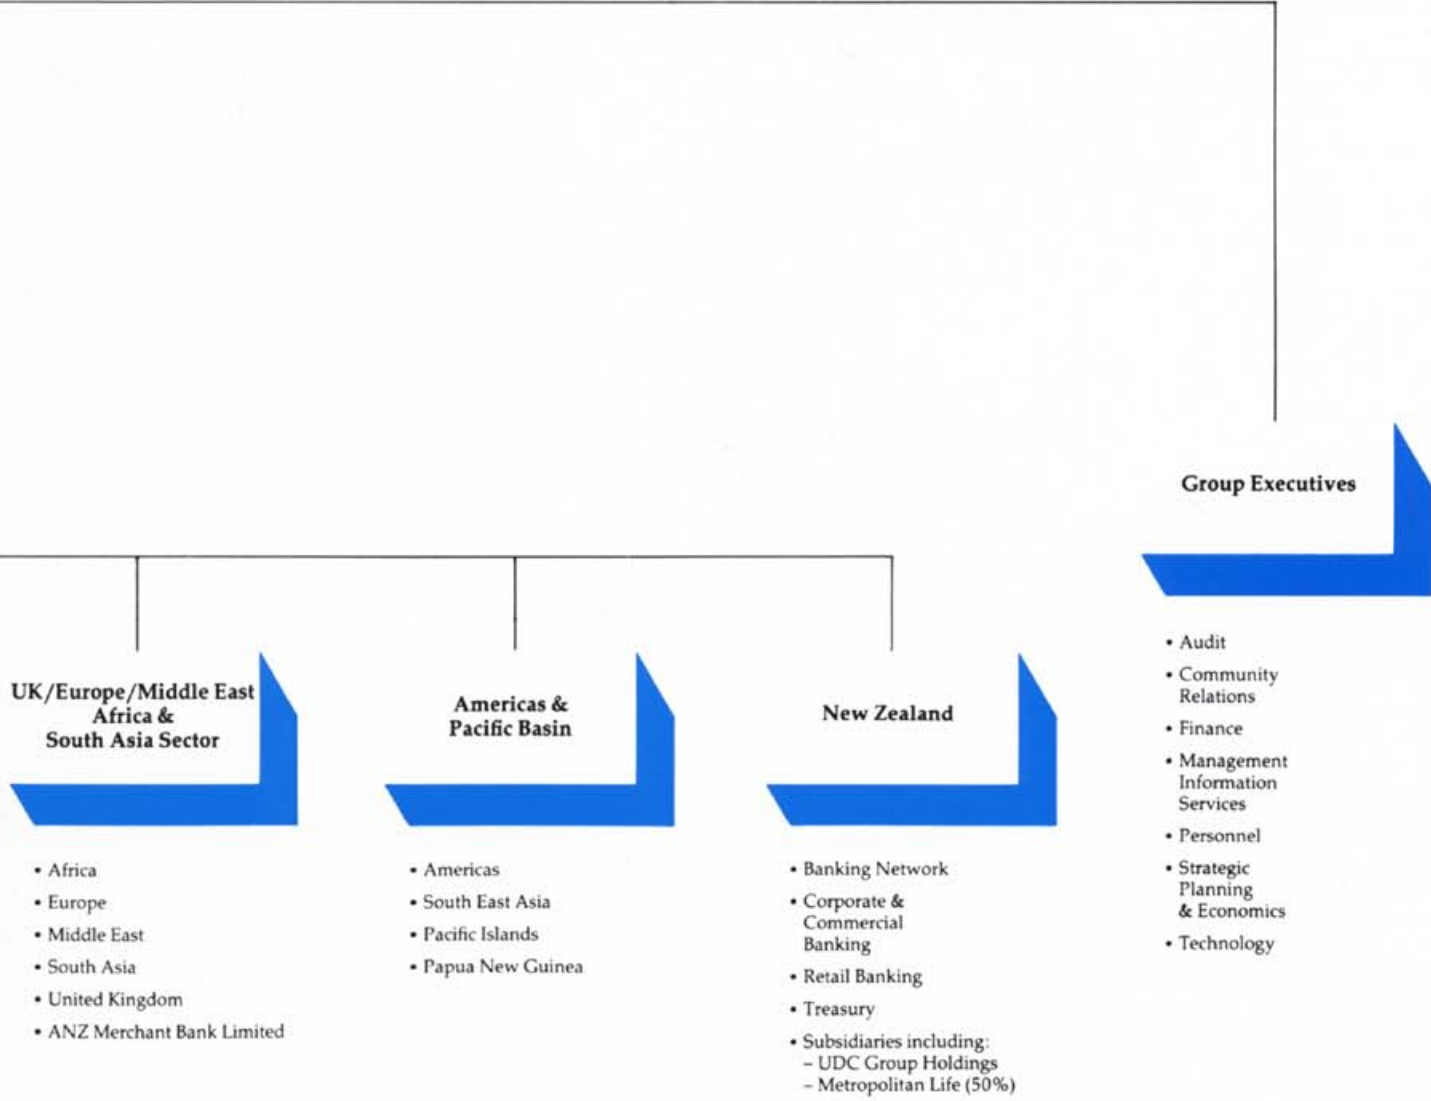 Group Executives
• Audit
• Community
Relations
• Finance
• Management
Information
Services
• Personnel
• Strategic
Planning
& Economics
• Technology
UK/Europe/Middle East
Africa &
South Asia Sector
• Africa
• Europe
• Middle East
• South Asia
• United Kingdom
• ANZ Merchant Bank Limited
Americas &
Pacific Basin
• Americas
• South East Asia
• Pacific Islands
• Papua New Guinea
New Zealand
• Banking Network
• Corporate &
Commercial
Banking
• Retail Banking
• Treasury
• Subsidiaries including:
– UDC Group Holdings
– Metropolitan Life (50%)